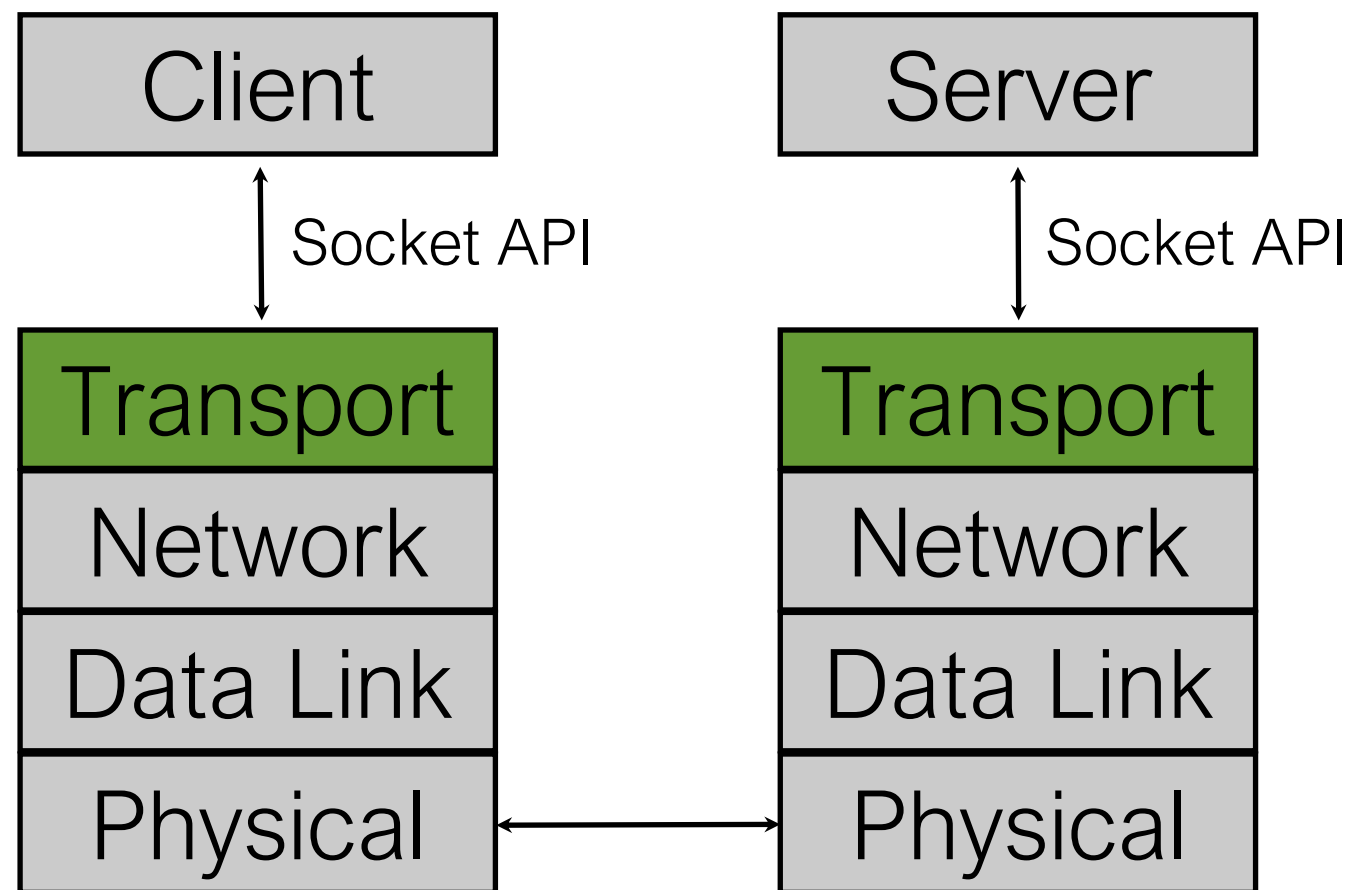 Client
Server
Socket API
Socket API
Transport
Transport
Network
Network
Data Link
Data Link
Physical
Physical